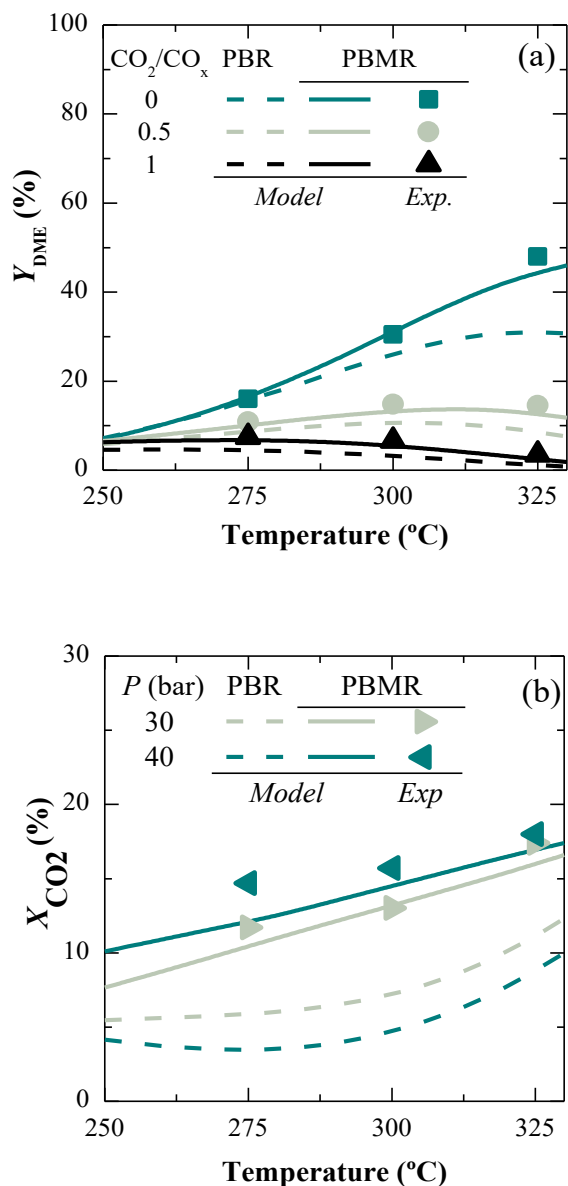 100
80
60
40
20
0
Y_DME (%)
(a)
CO₂/COₓ PBR PBMR
0
0.5
1
Model Exp.
250 275 300 325
Temperature (ºC)
30
20
10
0
X_CO2 (%)
(b)
P (bar) PBR PBMR
30
40
Model Exp
250 275 300 325
Temperature (ºC)